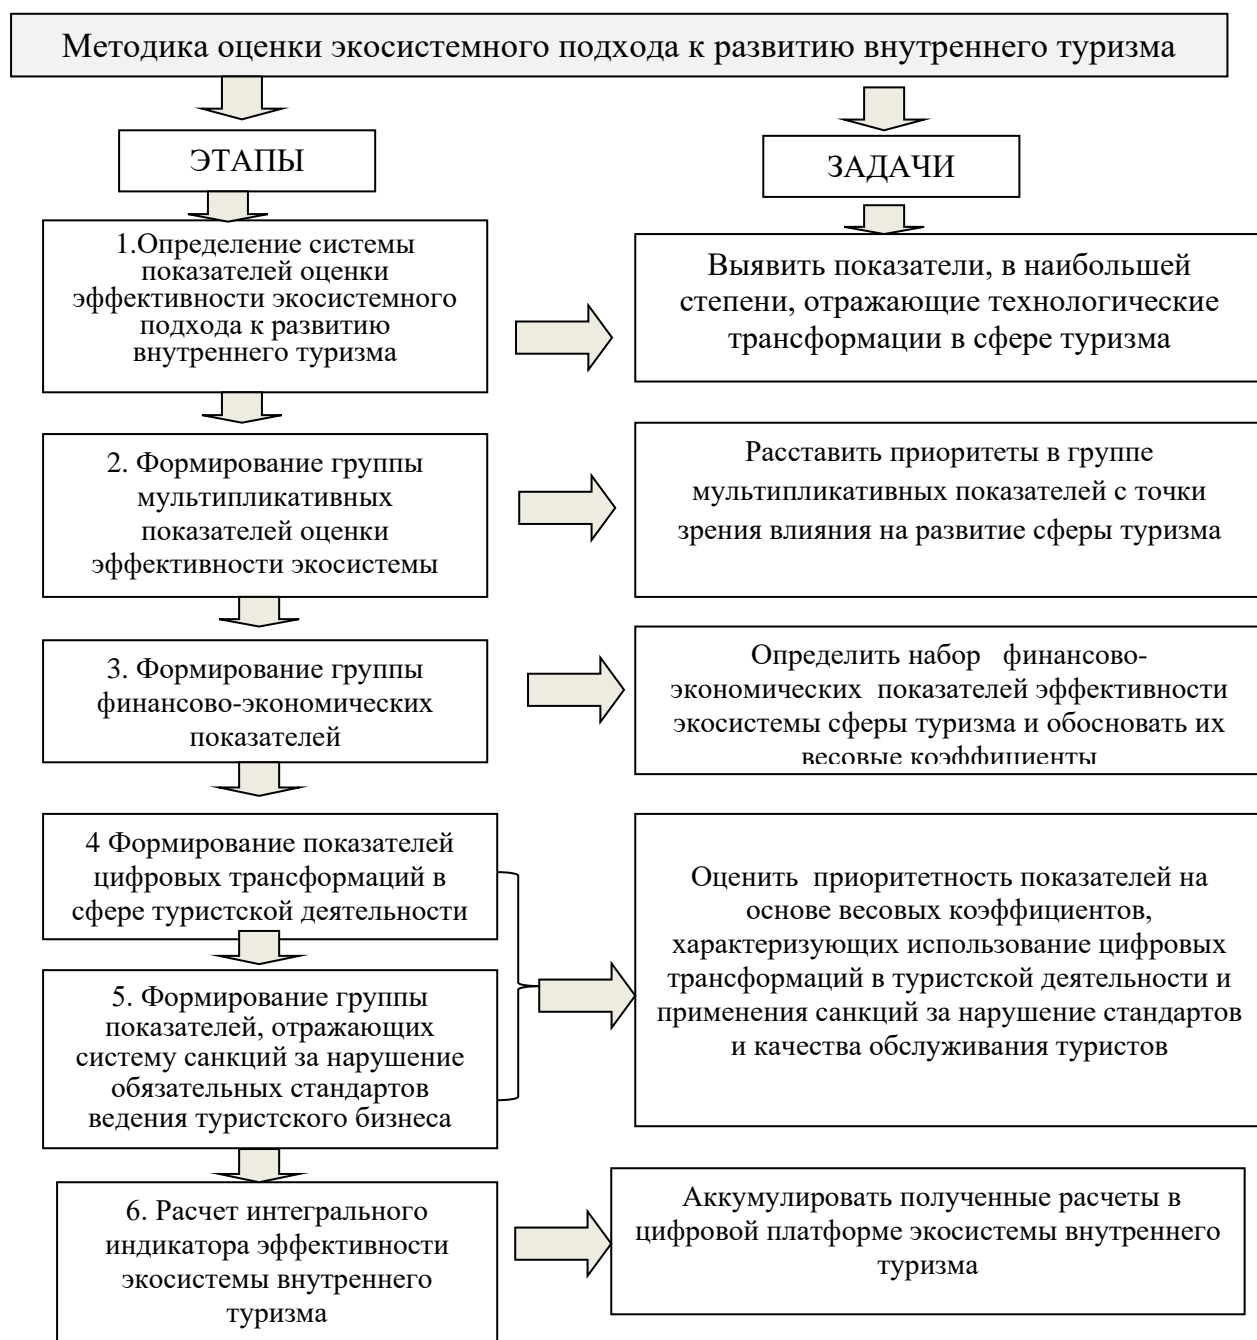 Методика оценки экосистемного подхода к развитию внутреннего туризма
ЭТАПЫ
ЗАДАЧИ
1.Определение системы
показателей оценки
эффективности экосистемного
подхода к развитию
внутреннего туризма
Выявить показатели, в наибольшей
степени, отражающие технологические
трансформации в сфере туризма
2. Формирование группы
мультипликативных
показателей оценки
эффективности экосистемы
Расставить приоритеты в группе
мультипликативных показателей с точки
зрения влияния на развитие сферы туризма
3. Формирование группы
финансово-экономических
показателей
Определить набор финансово-
экономических показателей эффективности
экосистемы сферы туризма и обосновать их
весовые коэффициенты
4 Формирование показателей
цифровых трансформаций в
сфере туристской деятельности
5. Формирование группы
показателей, отражающих
систему санкций за нарушение
обязательных стандартов
ведения туристского бизнеса
Оценить приоритетность показателей на
основе весовых коэффициентов,
характеризующих использование цифровых
трансформаций в туристской деятельности и
применения санкций за нарушение стандартов
и качества обслуживания туристов
6. Расчет интегрального
индикатора эффективности
экосистемы внутреннего
туризма
Аккумулировать полученные расчеты в
цифровой платформе экосистемы внутреннего
туризма